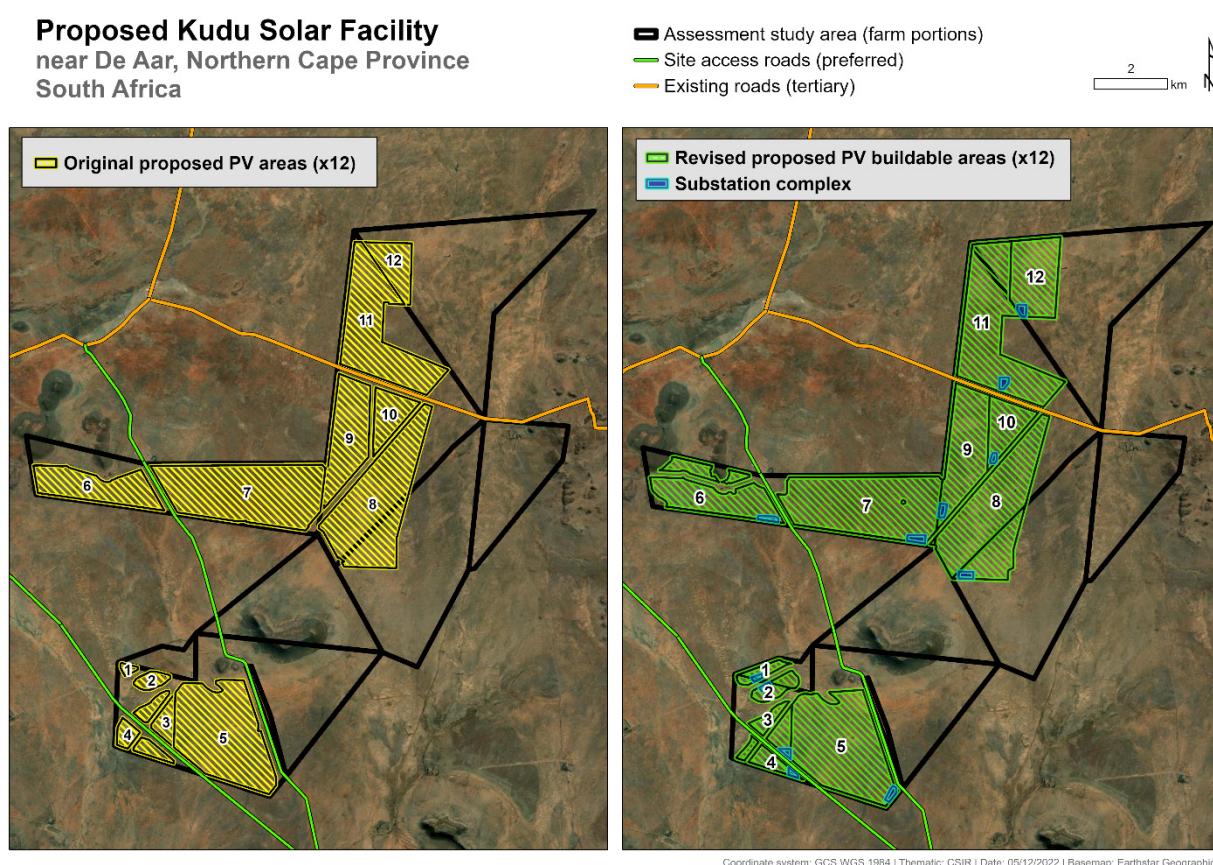 Proposed Kudu Solar Facility
near De Aar, Northern Cape Province
South Africa
Assessment study area (farm portions)
Site access roads (preferred)
Existing roads (tertiary)
2
km
Original proposed PV areas (x12)
12
11
10
9
8
7
6
1
2
3
4
5
Revised proposed PV buildable areas (x12)
Substation complex
12
11
10
9
8
7
6
1
2
3
4
5
Coordinate system: GCS WGS 1984 | Thematic: CSIR | Date: 05/12/2022 | Basemap: Earthstar Geographic